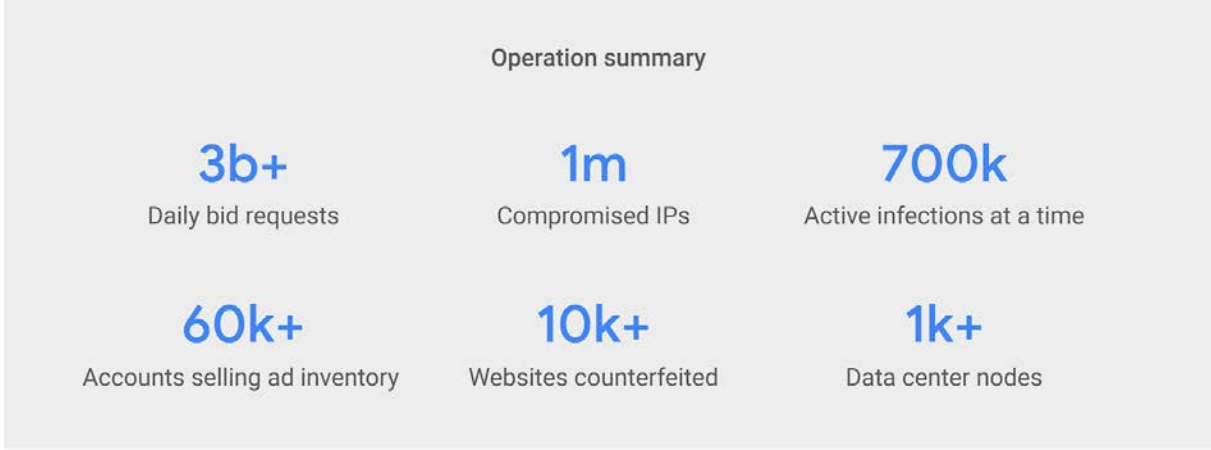 Operation summary
3b+
1m
700k
Daily bid requests
Compromised IPs
Active infections at a time
60k+
10k+
1k+
Accounts selling ad inventory
Websites counterfeited
Data center nodes